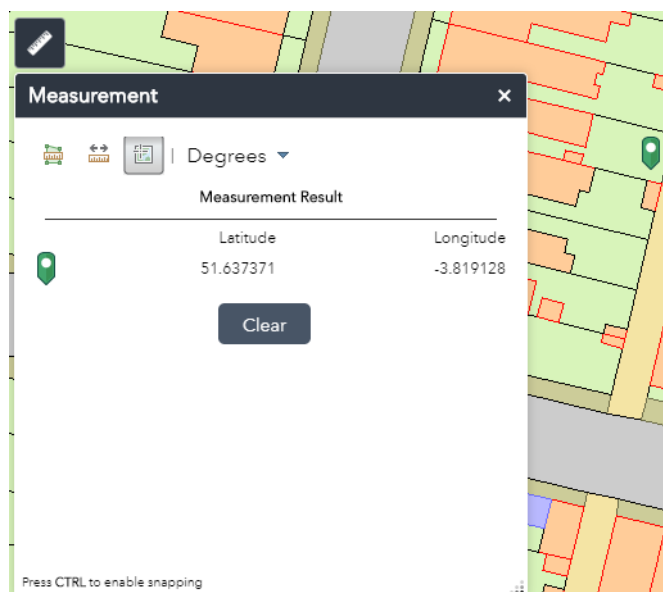 Measurement ×
| Degrees
Measurement Result
Latitude Longitude
51.637371 -3.819128
Clear
Press CTRL to enable snapping